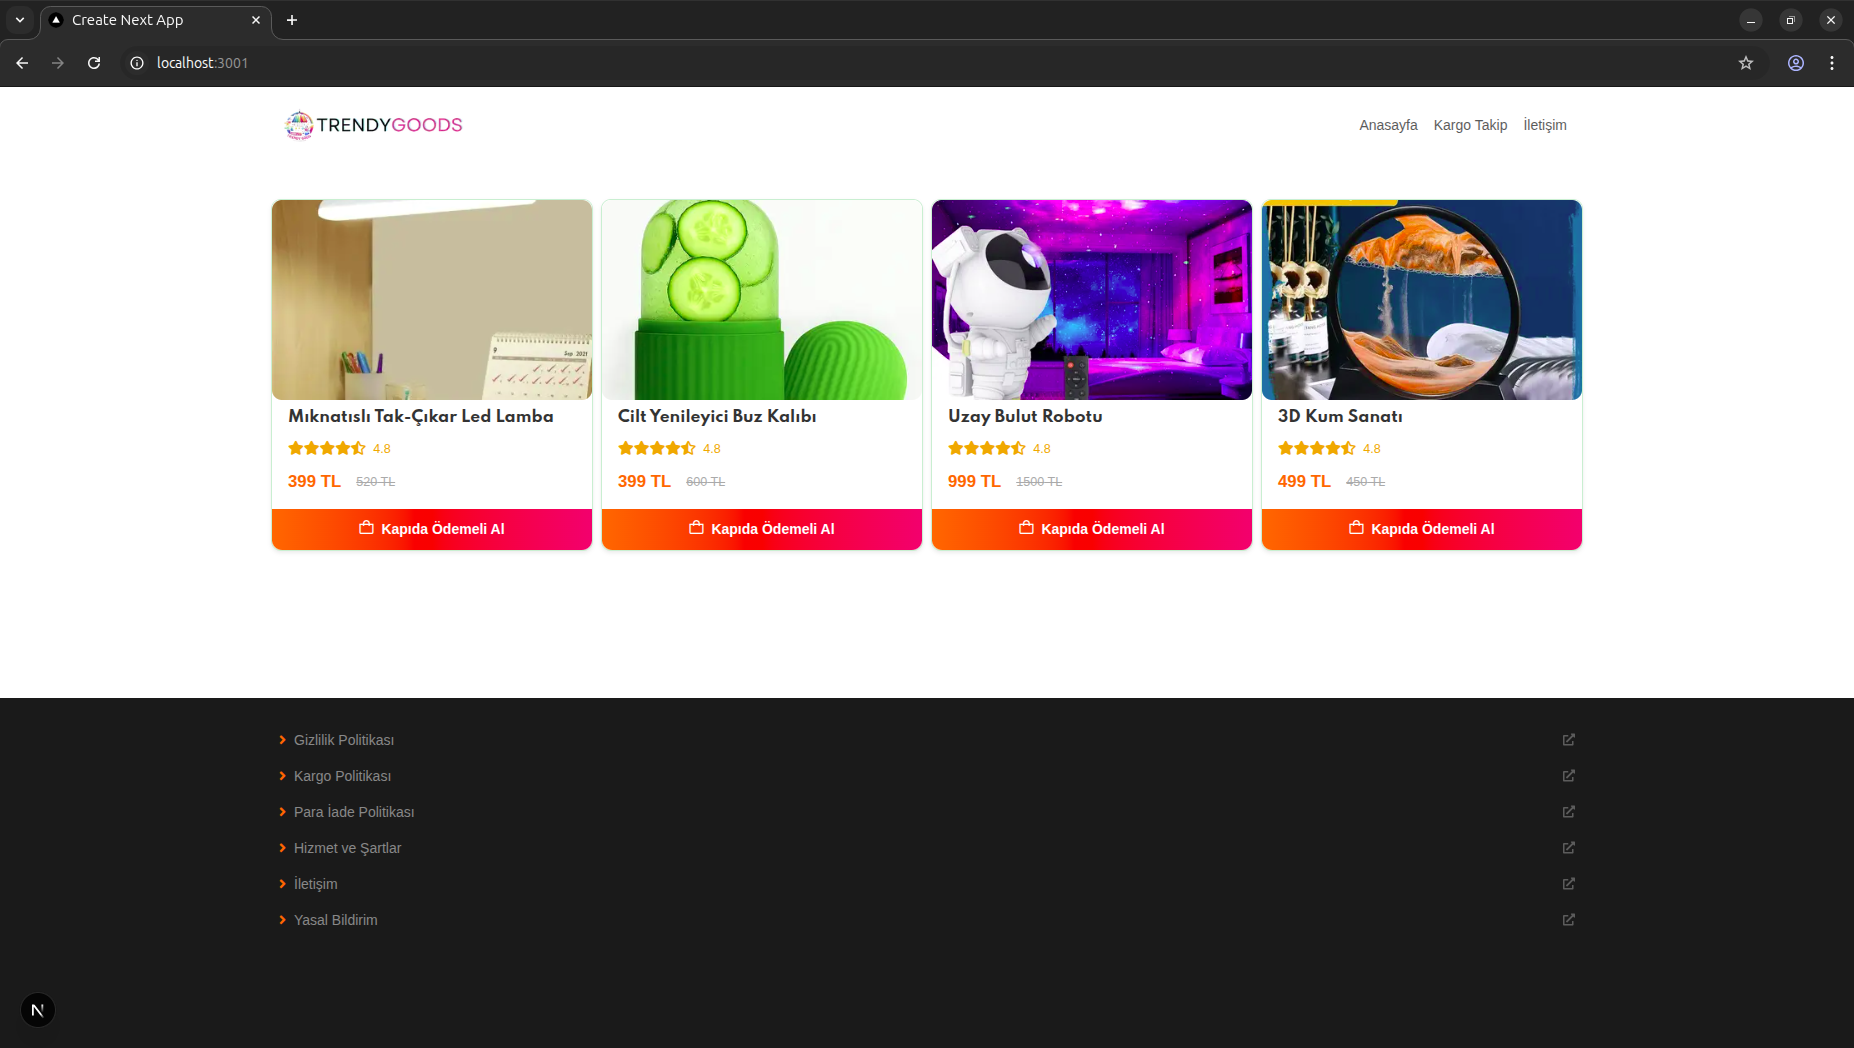 Create Next App
localhost:3001
TRENDYGOODS
Anasayfa Kargo Takip İletişim
Sep 2021
Mıknatıslı Tak-Çıkar Led Lamba
4.8
399 TL 520 TL
Kapıda Ödemeli Al
Cilt Yenileyici Buz Kalıbı
4.8
399 TL 600 TL
Kapıda Ödemeli Al
Uzay Bulut Robotu
4.8
999 TL 1500 TL
Kapıda Ödemeli Al
3D Kum Sanatı
4.8
499 TL 450 TL
Kapıda Ödemeli Al
Gizlilik Politikası
Kargo Politikası
Para İade Politikası
Hizmet ve Şartlar
İletişim
Yasal Bildirim
N